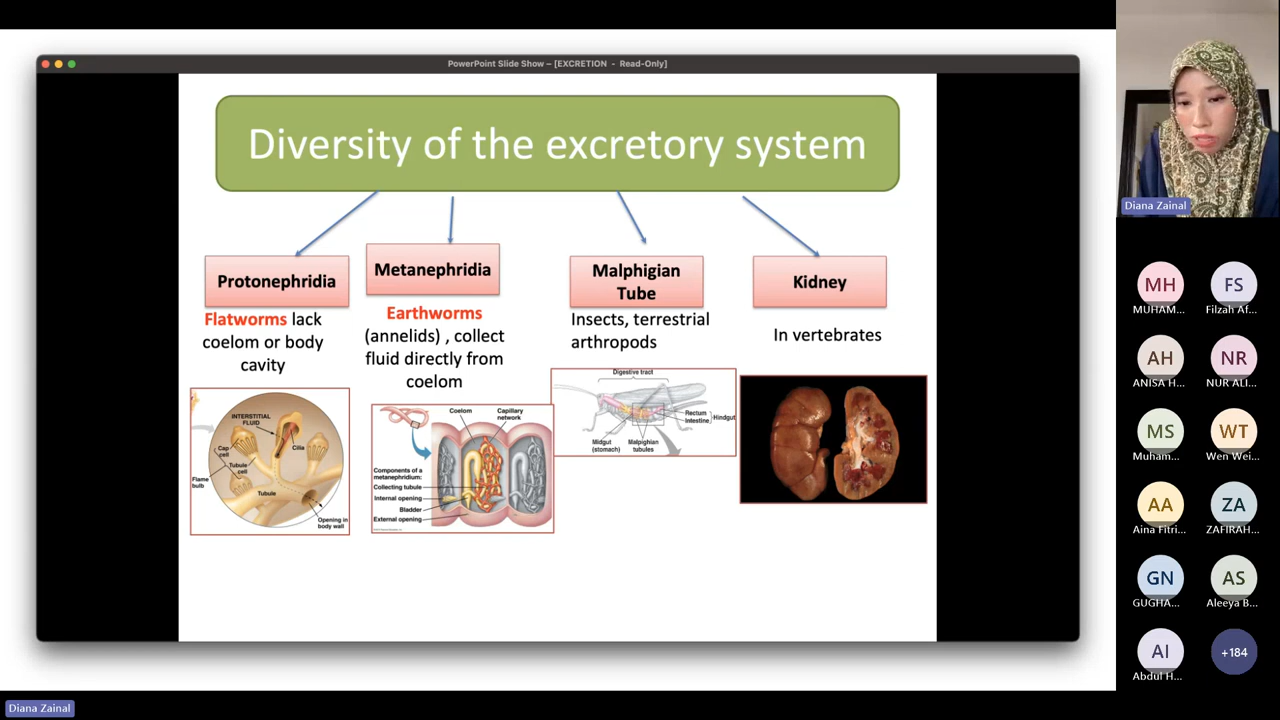 PowerPoint Slide Show – [EXCRETION - Read-Only]
Diversity of the excretory system
Protonephridia
Flatworms lack
coelom or body
cavity
INTERSTITIAL
FLUID
Cilia
Cap
cell
Tubule
cell
Flame
bulb
Tubule
Opening in
body wall
Metanephridia
Earthworms
(annelids) , collect
fluid directly from
coelom
Coelom
Capillary
network
Components of a
metanephridium:
Collecting tubule
Internal opening
Bladder
External opening
Malphigian
Tube
Insects, terrestrial
arthropods
Digestive tract
Rectum
Intestine
Hindgut
Midgut
(stomach)
Malpighian
tubules
Kidney
In vertebrates
Diana Zainal
MH
MUHAM...
FS
Filzah Af...
AH
ANISA H...
NR
NUR ALI...
MS
Muham...
WT
Wen Wei...
AA
Aina Fitri...
ZA
ZAFIRAH...
GN
GUGHA...
AS
Aleeya B...
AI
Abdul H...
+184
Diana Zainal